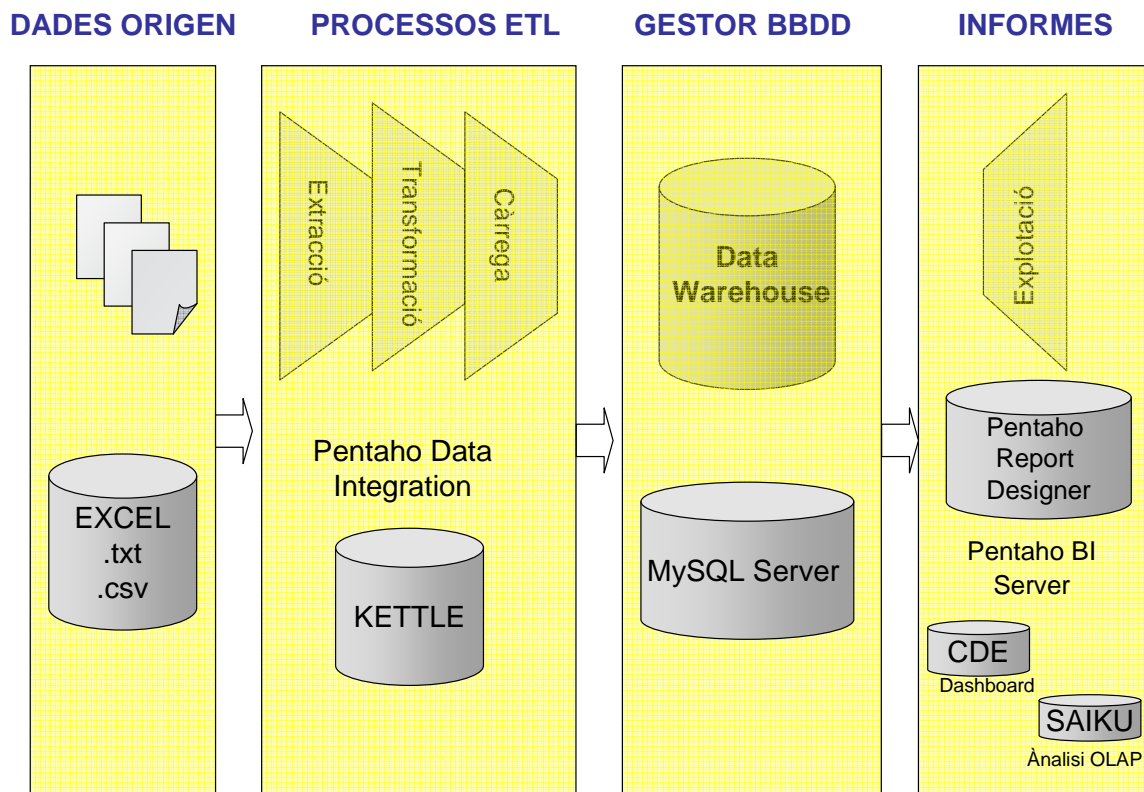 DADES ORIGEN
PROCESSOS ETL
GESTOR BBDD
INFORMES
EXCEL
.txt
.csv
Extracció
Transformació
Càrrega
Pentaho Data
Integration
KETTLE
Data
Warehouse
MySQL Server
Explotació
Pentaho
Report
Designer
Pentaho BI
Server
CDE
Dashboard
SAIKU
Ànalisi OLAP